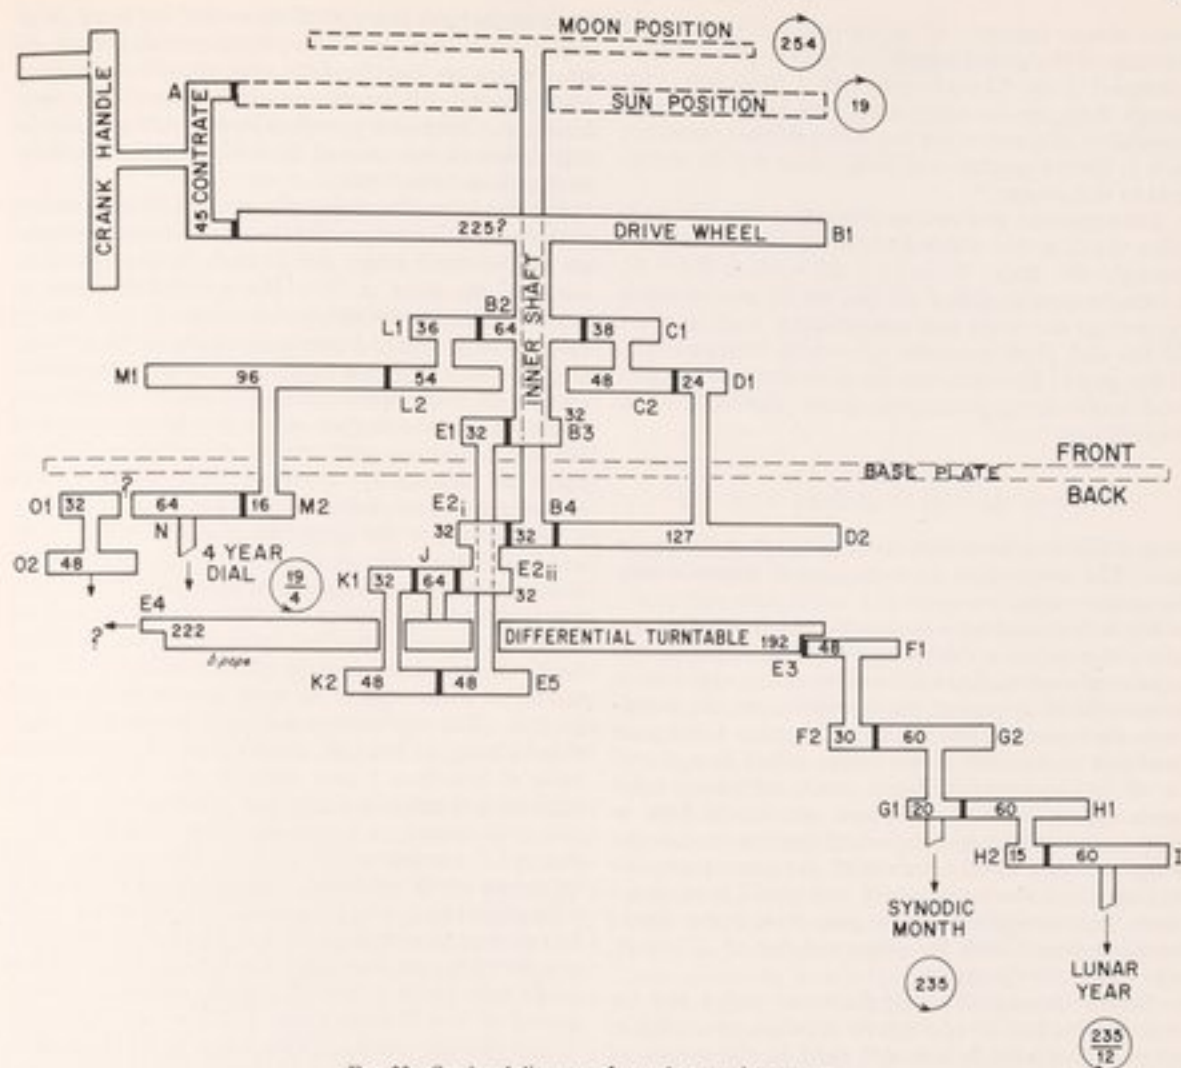 MOON POSITION
254
A
SUN POSITION
19
CRANK HANDLE
45 CONTRATE
225?
DRIVE WHEEL
B1
INNER SHAFT
B2
L1
36
64
38
C1
M1
96
54
48
24
D1
L2
C2
32
E1
32
B3
FRONT
BASE PLATE
BACK
?
O1
32
64
16
M2
N
E2i
B4
32
32
127
D2
O2
48
4 YEAR
DIAL
19
4
J
K1
32
64
E2ii
32
E4
?
222
DIFFERENTIAL TURNTABLE
192
48
F1
E3
K2
48
48
E5
F2
30
60
G2
G1
20
60
H1
H2
15
60
I
SYNODIC
MONTH
235
LUNAR
YEAR
235
12